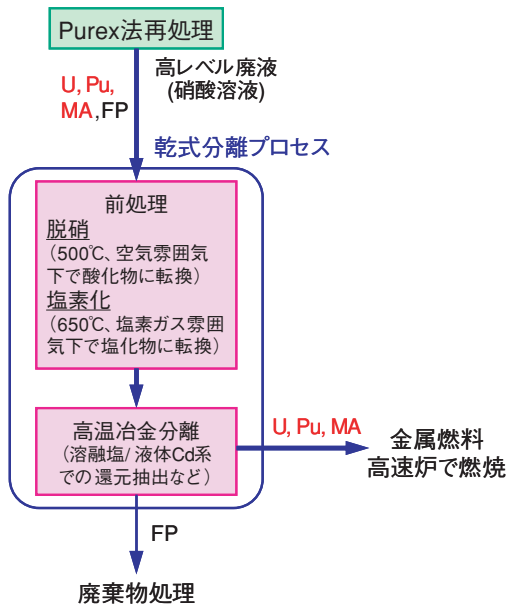 Purex法再処理
高レベル廃液
(硝酸溶液)
U, Pu,
MA,FP
乾式分離プロセス
前処理
脱硝
(500℃、空気雰囲気
下で酸化物に転換)
塩素化
(650℃、塩素ガス雰囲
気下で塩化物に転換)
高温冶金分離
(溶融塩/液体Cd系
での還元抽出など)
U, Pu, MA
金属燃料
高速炉で燃焼
FP
廃棄物処理